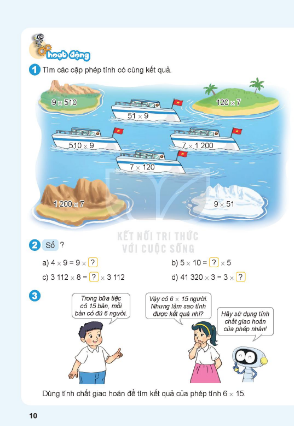 hoạt động
1 Tìm các cặp phép tính có cùng kết quả.
9 × 510
120 × 7
51 × 9
510 × 9
7 × 1 200
7 × 120
1 200 × 7
9 × 51
KẾT NỐI TRI THỨC
VỚI CUỘC SỐNG
2 Số ?
a) 4 × 9 = 9 × ?
b) 5 × 10 = ? × 5
c) 3 112 × 8 = ? × 3 112
d) 41 320 × 3 = 3 × ?
3
Trong bữa tiệc
có 15 bàn, mỗi
bàn có đủ 6 người.
Vậy có 6 × 15 người.
Nhưng làm sao tính
được kết quả nhỉ?
Hãy sử dụng tính
chất giao hoán
của phép nhân!
Dùng tính chất giao hoán để tìm kết quả của phép tính 6 × 15.
10